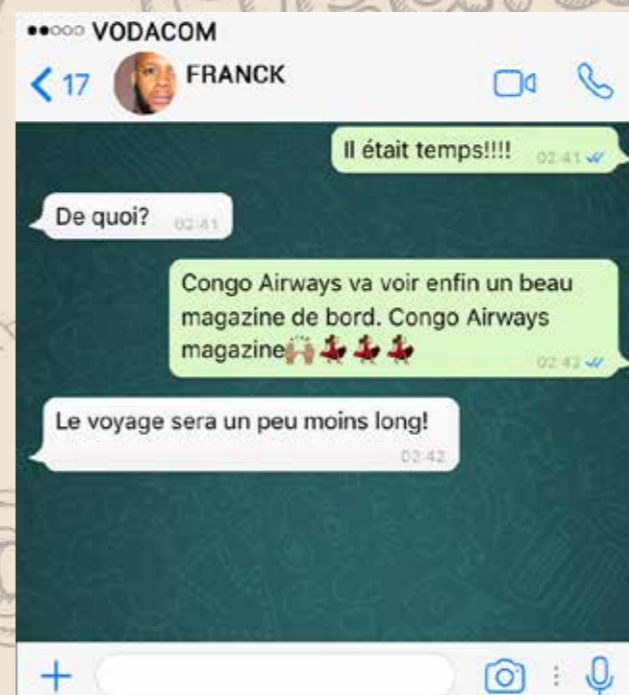 VODACOM
17 FRANCK
Il était temps!!!! 02:41
De quoi? 02:41
Congo Airways va voir enfin un beau
magazine de bord. Congo Airways
magazine🙌🏽💃💃💃
02:42
Le voyage sera un peu moins long!
02:42